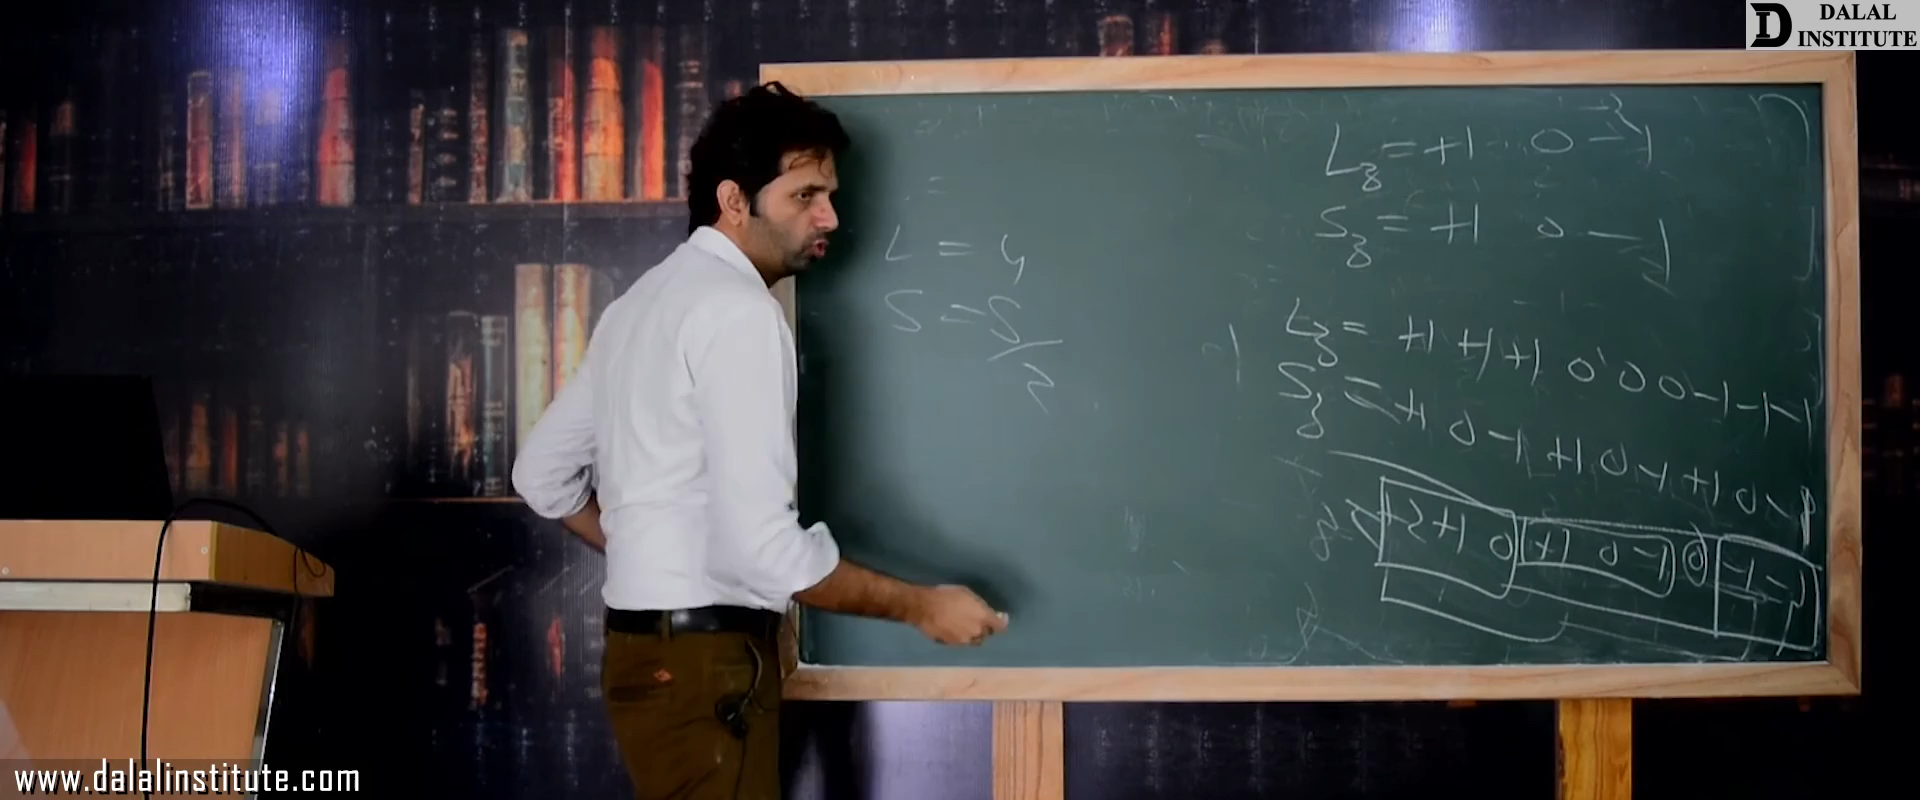 DALAL
INSTITUTE
L = 4
S = 5/2
Lz = +1 0 -1
Sz = +1 0 -1
Lz = +1 +1 +1 0 0 0 -1 -1 -1
Sz = +1 0 -1 +1 0 -1 +1 0 -1
+2 +1 0 +1 0 -1 0 -1
www.dalalinstitute.com